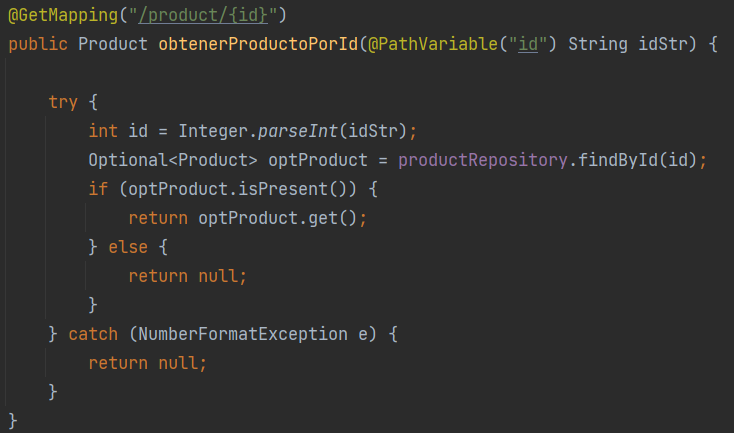 @GetMapping("/product/{id}")
public Product obtenerProductoPorId(@PathVariable("id") String idStr) {
try {
int id = Integer.parseInt(idStr);
Optional<Product> optProduct = productRepository.findById(id);
if (optProduct.isPresent()) {
return optProduct.get();
} else {
return null;
}
} catch (NumberFormatException e) {
return null;
}
}